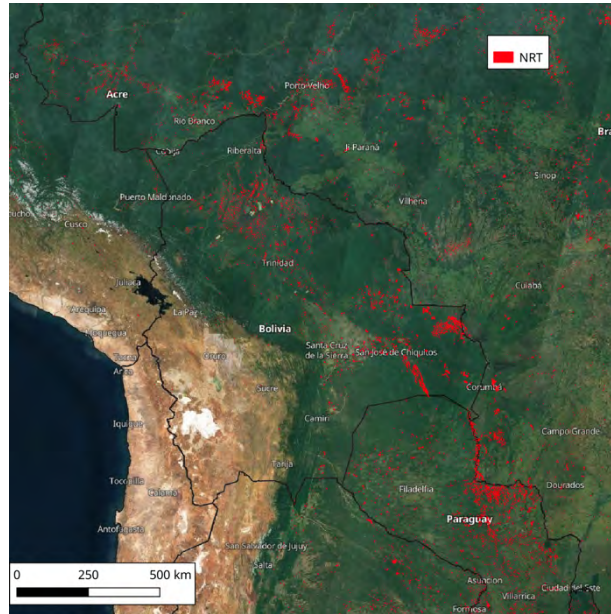 NRT
Porto Velho
Acre
Rio Branco
Riberalta
Ji-Paraná
Sinop
Bra
Puerto Maldonado
Vilhena
Cusco
Trinidad
Juliaca
Cuiabá
La Paz
Arequipa
Moquegua
Bolivia
Santa Cruz
de la Sierra
San José de Chiquitos
Tacna
Arica
Oruro
Corumbá
Sucre
Iquique
Camiri
Campo Grande
Tarija
Tocopilla
Calama
Filadelfia
Dourados
Paraguay
Antofagasta
San Salvador de Jujuy
Salta
Asunción
Ciudad del Este
Villarrica
Formosa
0 250 500 km